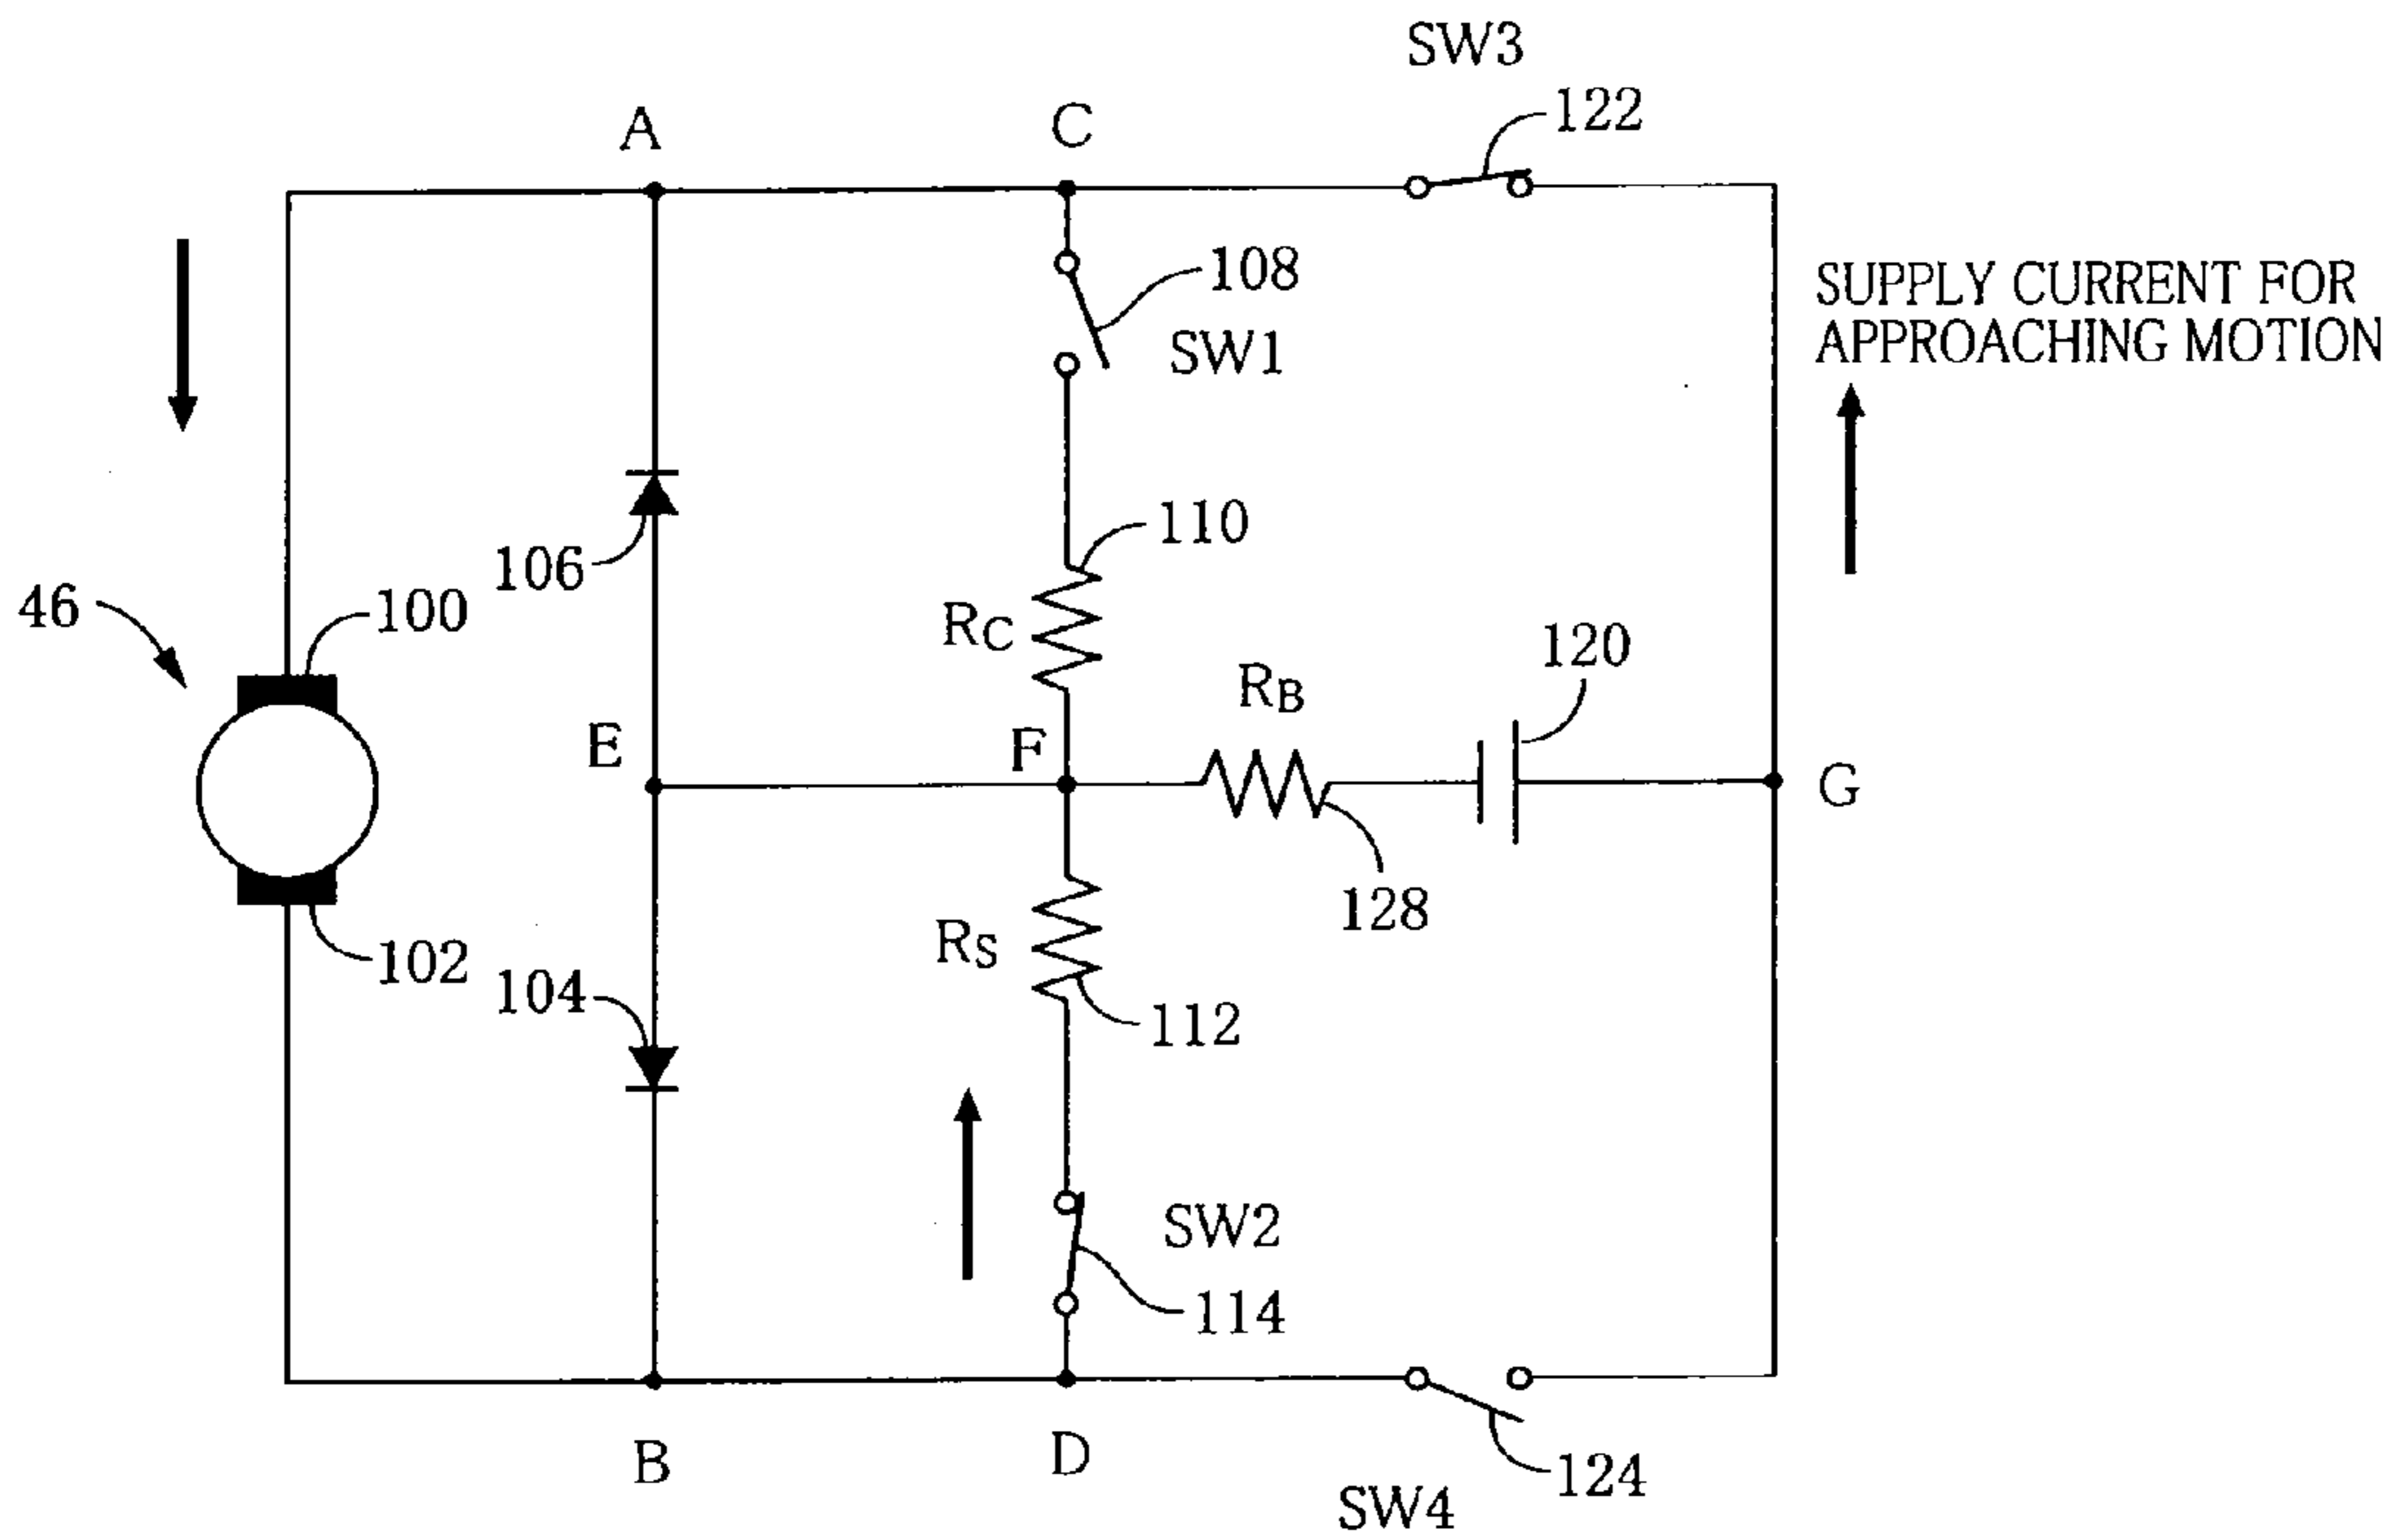 SW3
122
A
C
108
SW1
SUPPLY CURRENT FOR
APPROACHING MOTION
110
106
46
100
RC
120
RB
E
F
G
128
RS
102
104
112
SW2
114
B
D
124
SW4